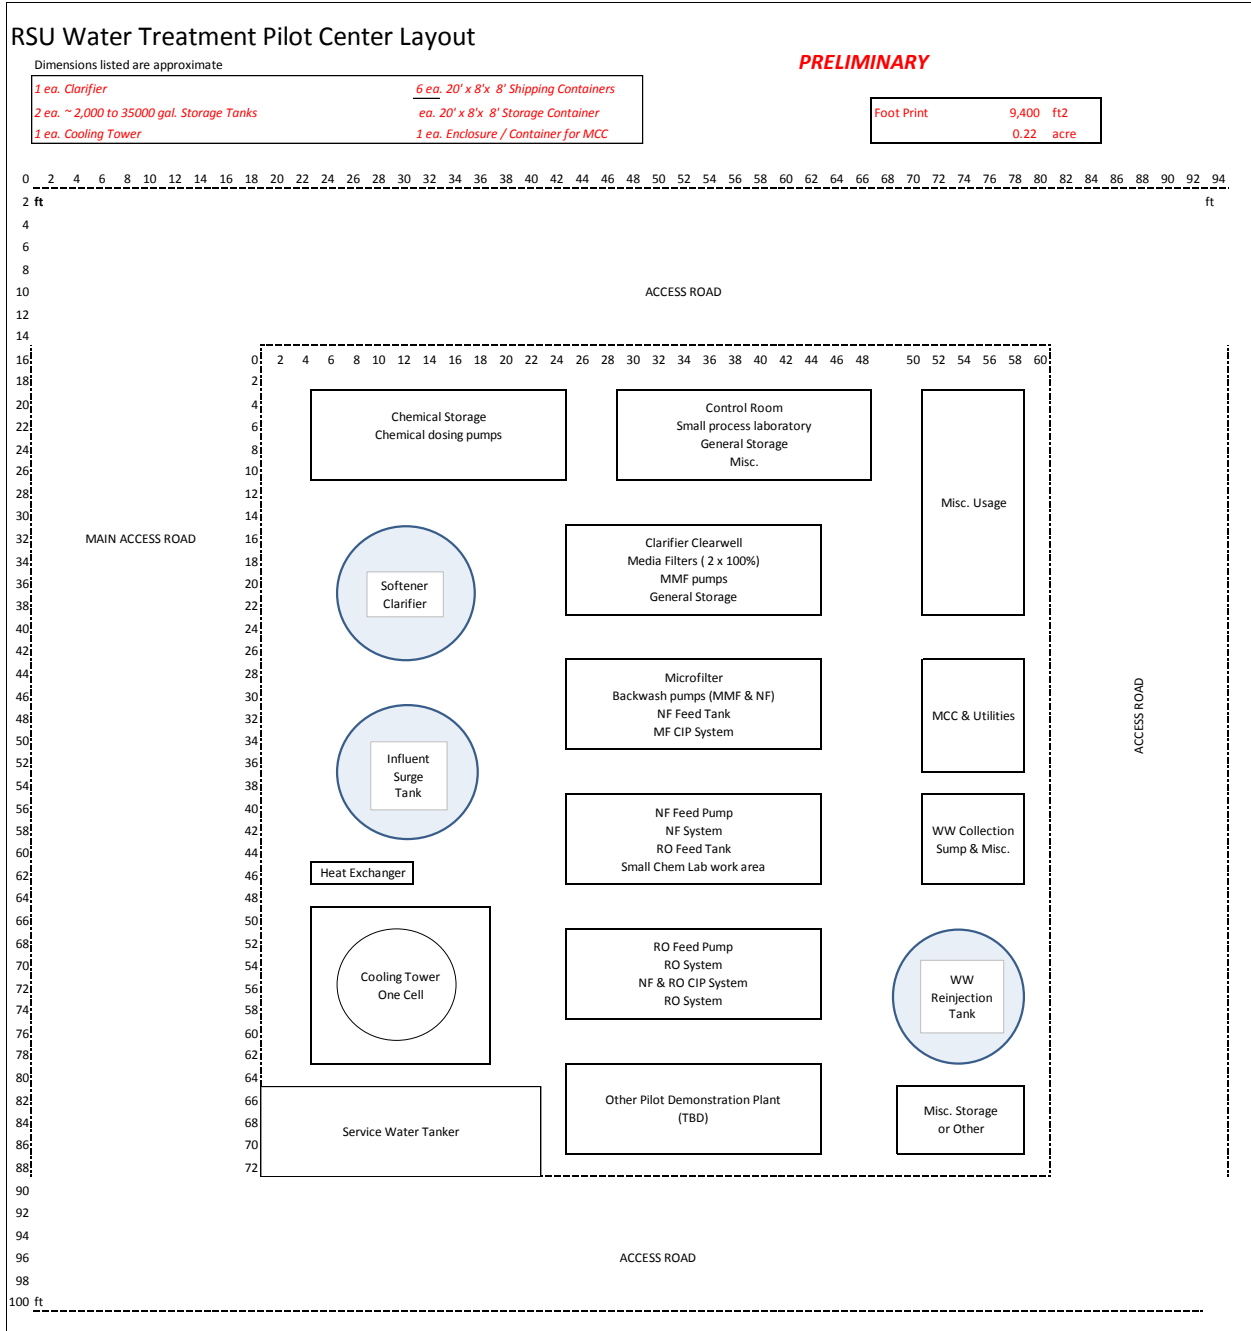 RSU Water Treatment Pilot Center Layout
Dimensions listed are approximate
PRELIMINARY
1 ea. Clarifier 6 ea. 20' x 8'x 8' Shipping Containers
2 ea. ~ 2,000 to 35000 gal. Storage Tanks ea. 20' x 8'x 8' Storage Container
1 ea. Cooling Tower 1 ea. Enclosure / Container for MCC
Foot Print 9,400 ft2
0.22 acre
0 2 4 6 8 10 12 14 16 18 20 22 24 26 28 30 32 34 36 38 40 42 44 46 48 50 52 54 56 58 60 62 64 66 68 70 72 74 76 78 80 82 84 86 88 90 92 94
2 ft ft
4
6
8
10 ACCESS ROAD
12
14
16 0 2 4 6 8 10 12 14 16 18 20 22 24 26 28 30 32 34 36 38 40 42 44 46 48 50 52 54 56 58 60
18 2
20 4
22 6
24 8
26 10
28 12
30 14
32 16
34 18
36 20
38 22
40 24
42 26
44 28
46 30
48 32
50 34
52 36
54 38
56 40
58 42
60 44
62 46
64 48
66 50
68 52
70 54
72 56
74 58
76 60
78 62
80 64
82 66
84 68
86 70
88 72
90
92
94
96
98
100 ft
MAIN ACCESS ROAD
Chemical Storage
Chemical dosing pumps
Control Room
Small process laboratory
General Storage
Misc.
Misc. Usage
Softener
Clarifier
Clarifier Clearwell
Media Filters ( 2 x 100%)
MMF pumps
General Storage
Microfilter
Backwash pumps (MMF & NF)
NF Feed Tank
MF CIP System
MCC & Utilities
ACCESS ROAD
Influent
Surge
Tank
NF Feed Pump
NF System
RO Feed Tank
Small Chem Lab work area
WW Collection
Sump & Misc.
Heat Exchanger
Cooling Tower
One Cell
RO Feed Pump
RO System
NF & RO CIP System
RO System
WW
Reinjection
Tank
Service Water Tanker
Other Pilot Demonstration Plant
(TBD)
Misc. Storage
or Other
ACCESS ROAD